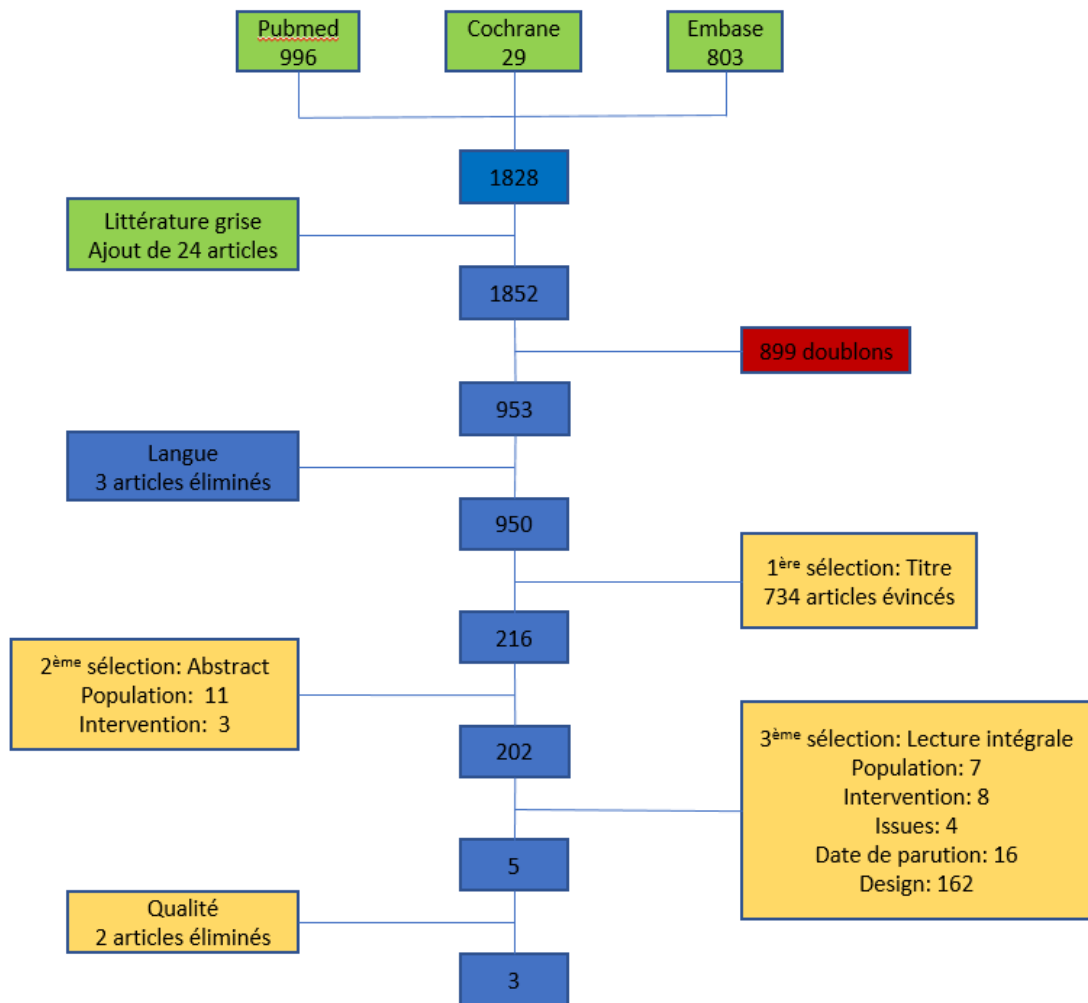 Pubmed
996
Cochrane
29
Embase
803
1828
Littérature grise
Ajout de 24 articles
1852
899 doublons
953
Langue
3 articles éliminés
950
1ère sélection: Titre
734 articles évincés
216
2ème sélection: Abstract
Population: 11
Intervention: 3
202
3ème sélection: Lecture intégrale
Population: 7
Intervention: 8
Issues: 4
Date de parution: 16
Design: 162
5
Qualité
2 articles éliminés
3